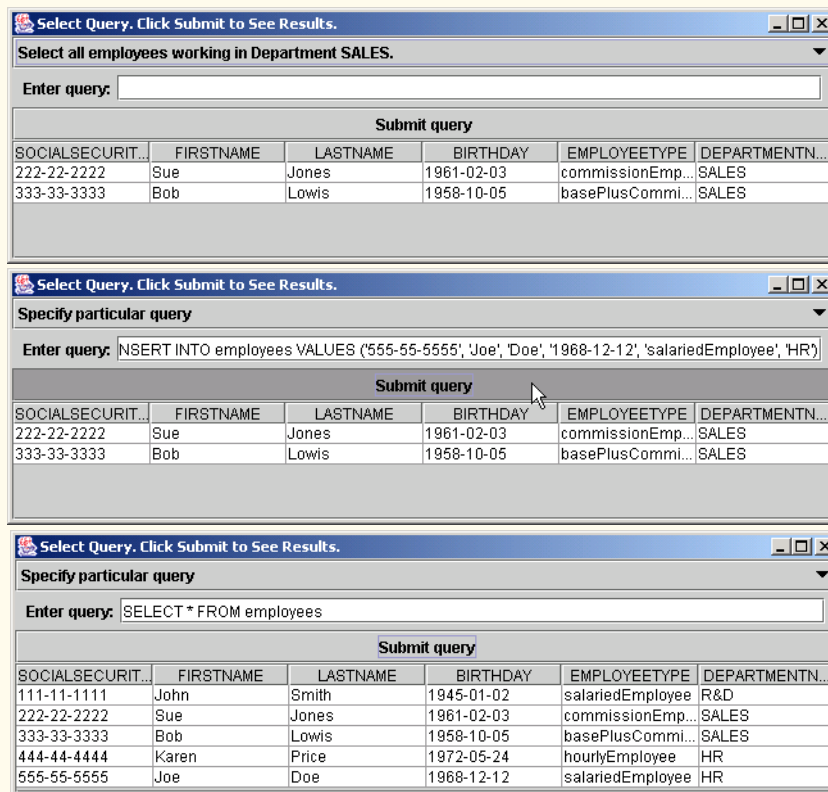 Select Query. Click Submit to See Results.
Select all employees working in Department SALES.
Enter query:
Submit query
SOCIALSECURIT... FIRSTNAME LASTNAME BIRTHDAY EMPLOYEETYPE DEPARTMENTN...
222-22-2222 Sue Jones 1961-02-03 commissionEmp... SALES
333-33-3333 Bob Lowis 1958-10-05 basePlusCommi... SALES
Select Query. Click Submit to See Results.
Specify particular query
Enter query: NSERT INTO employees VALUES ('555-55-5555', 'Joe', 'Doe', '1968-12-12', 'salariedEmployee', 'HR')
Submit query
SOCIALSECURIT... FIRSTNAME LASTNAME BIRTHDAY EMPLOYEETYPE DEPARTMENTN...
222-22-2222 Sue Jones 1961-02-03 commissionEmp... SALES
333-33-3333 Bob Lowis 1958-10-05 basePlusCommi... SALES
Select Query. Click Submit to See Results.
Specify particular query
Enter query: SELECT * FROM employees
Submit query
SOCIALSECURIT... FIRSTNAME LASTNAME BIRTHDAY EMPLOYEETYPE DEPARTMENTN...
111-11-1111 John Smith 1945-01-02 salariedEmployee R&D
222-22-2222 Sue Jones 1961-02-03 commissionEmp... SALES
333-33-3333 Bob Lowis 1958-10-05 basePlusCommi... SALES
444-44-4444 Karen Price 1972-05-24 hourlyEmployee HR
555-55-5555 Joe Doe 1968-12-12 salariedEmployee HR